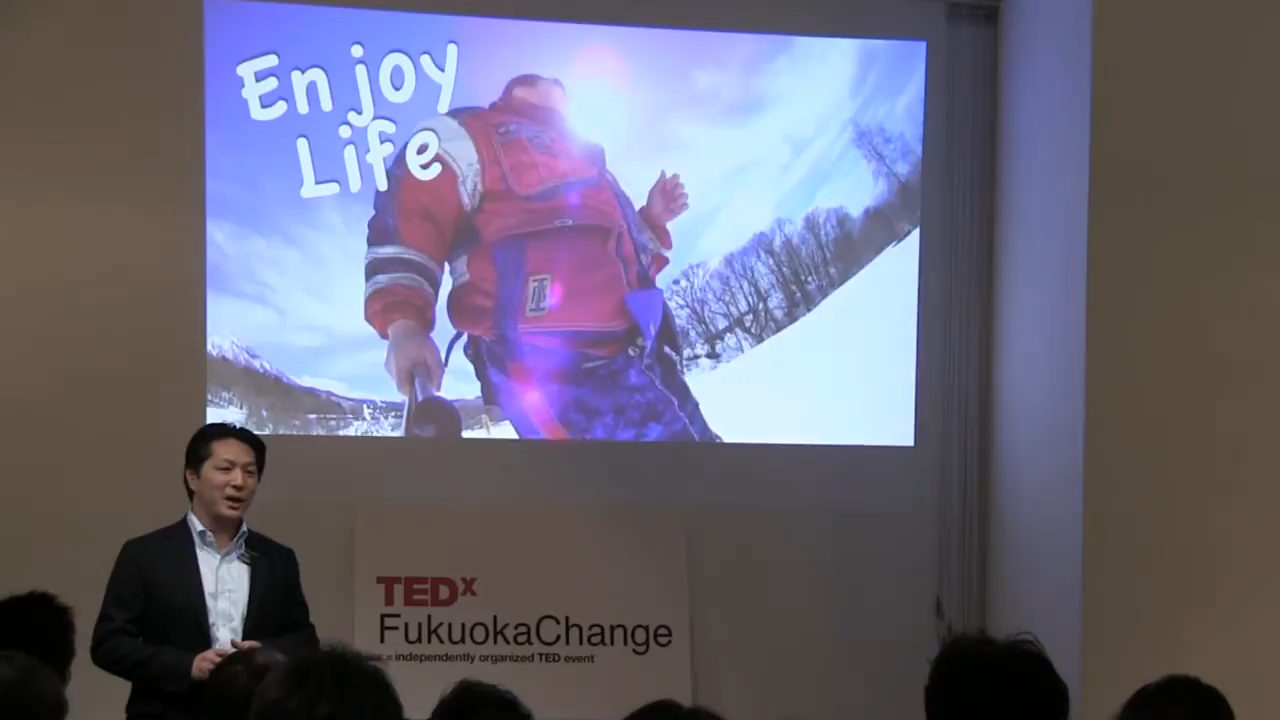 Enjoy
Life
TEDx
FukuokaChange
x = independently organized TED event